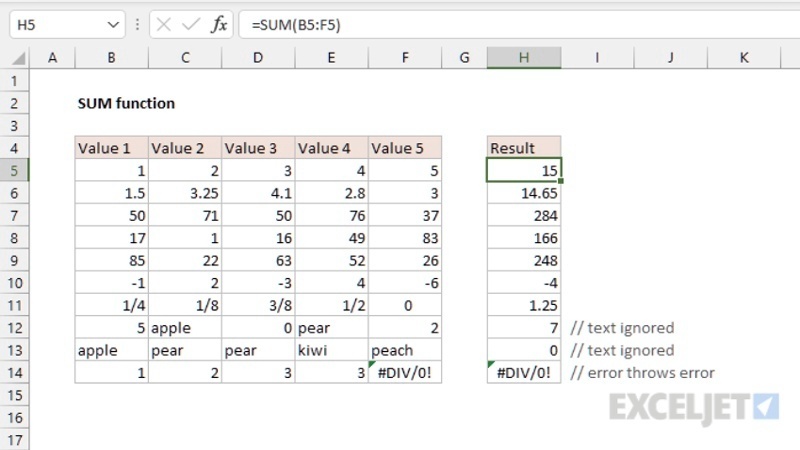 H5 fx =SUM(B5:F5)
A B C D E F G H I J K
1
2 SUM function
3
4 Value 1 Value 2 Value 3 Value 4 Value 5 Result
5 1 2 3 4 5 15
6 1.5 3.25 4.1 2.8 3 14.65
7 50 71 50 76 37 284
8 17 1 16 49 83 166
9 85 22 63 52 26 248
10 -1 2 -3 4 -6 -4
11 1/4 1/8 3/8 1/2 0 1.25
12 5 apple 0 pear 2 7 // text ignored
13 apple pear pear kiwi peach 0 // text ignored
14 1 2 3 3 #DIV/0! #DIV/0! // error throws error
15
16 EXCELJET
17